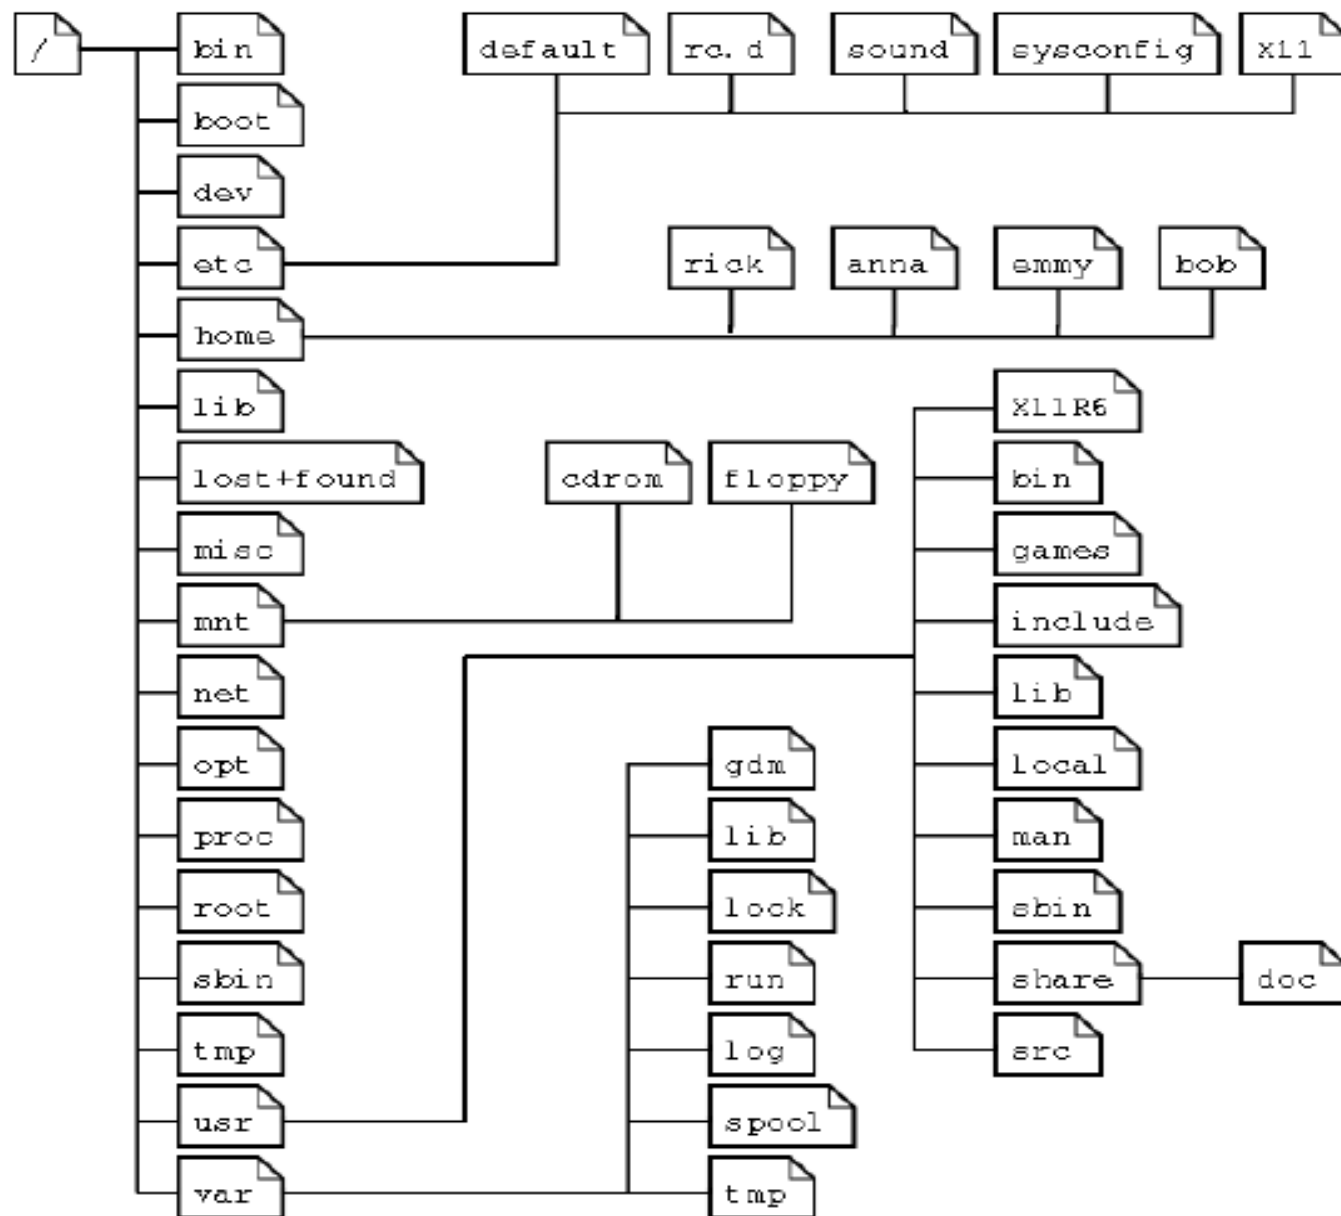 / bin default rc.d sound sysconfig X11
boot
dev
etc rick anna emmy bob
home
lib X11R6
lost+found cdrom floppy bin
misc games
mnt include
net lib
opt gdm local
proc lib man
root lock sbin
sbin run share doc
tmp log src
usr spool
var tmp